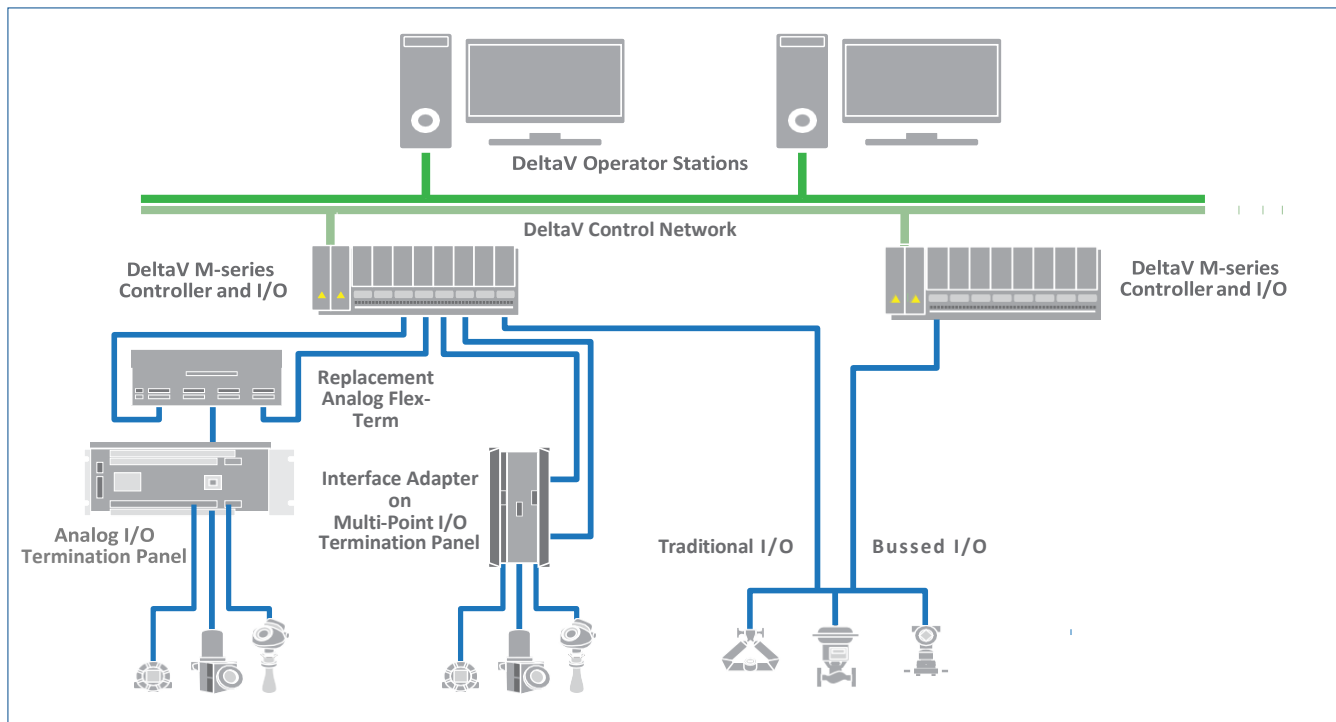 DeltaV Operator Stations
DeltaV Control Network
DeltaV M-series
Controller and I/O
DeltaV M-series
Controller and I/O
Replacement
Analog Flex-
Term
Interface Adapter
on
Multi-Point I/O
Termination Panel
Analog I/O
Termination Panel
Traditional I/O
Bussed I/O